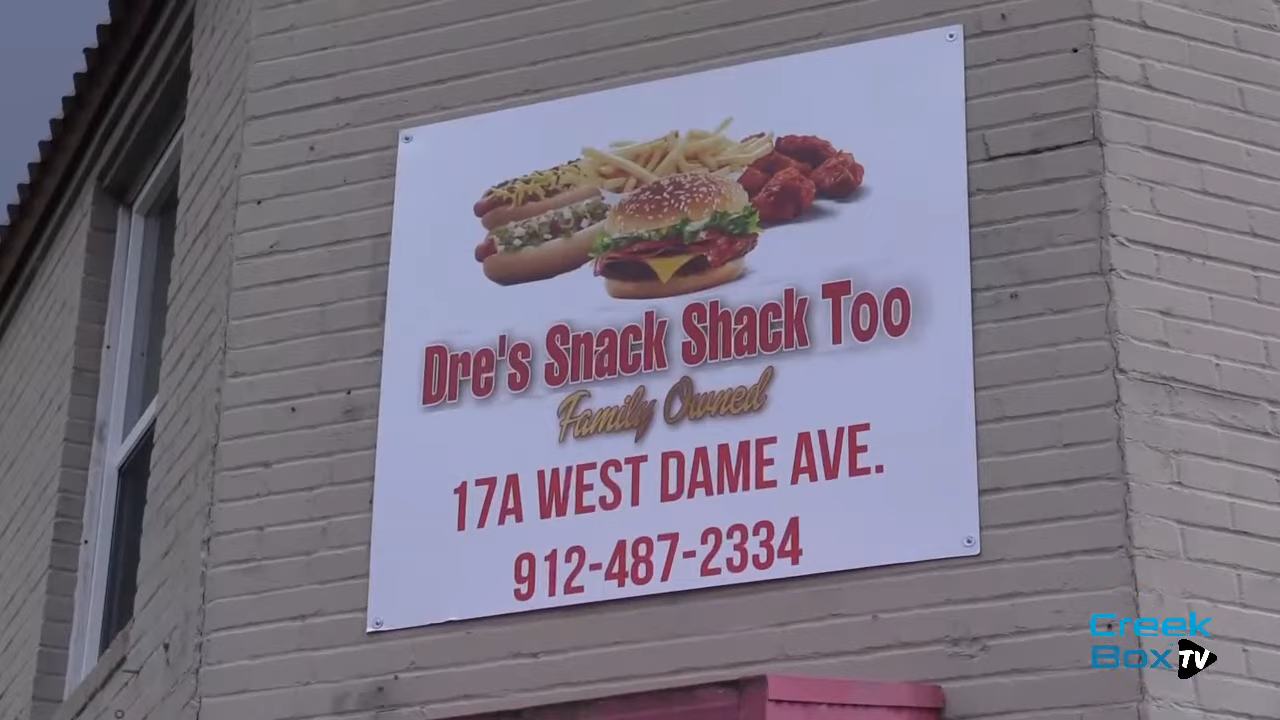 Dre's Snack Shack Too
Family Owned
17A WEST DAME AVE.
912-487-2334
Creek
Box TV